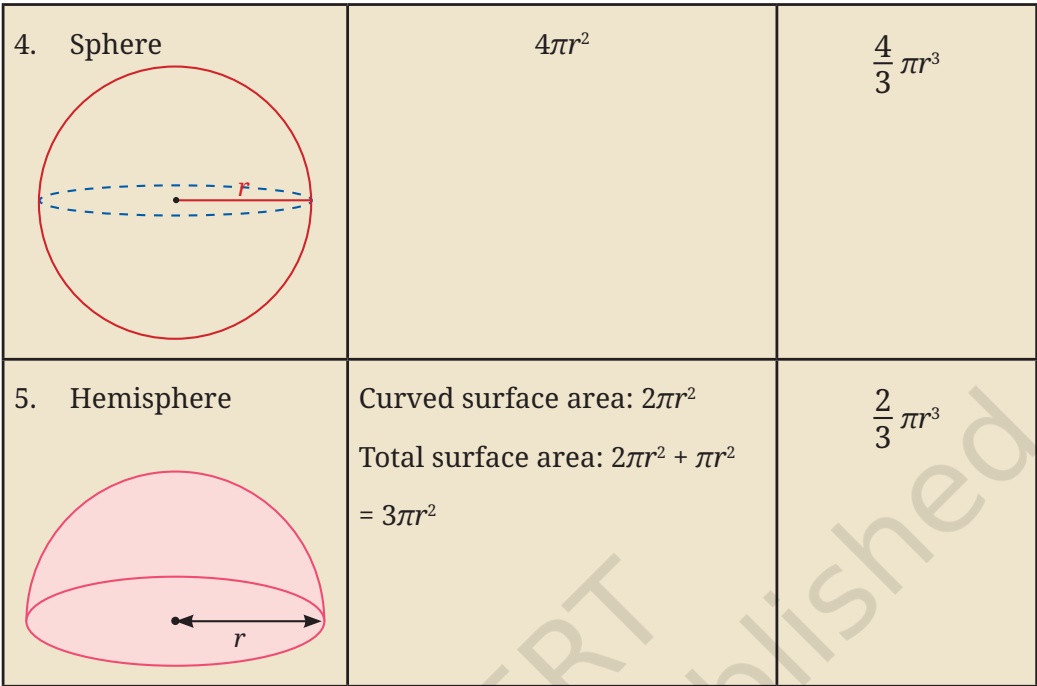 4. Sphere
4πr²
4/3 πr³
r
5. Hemisphere
Curved surface area: 2πr²
Total surface area: 2πr² + πr²
= 3πr²
2/3 πr³
r